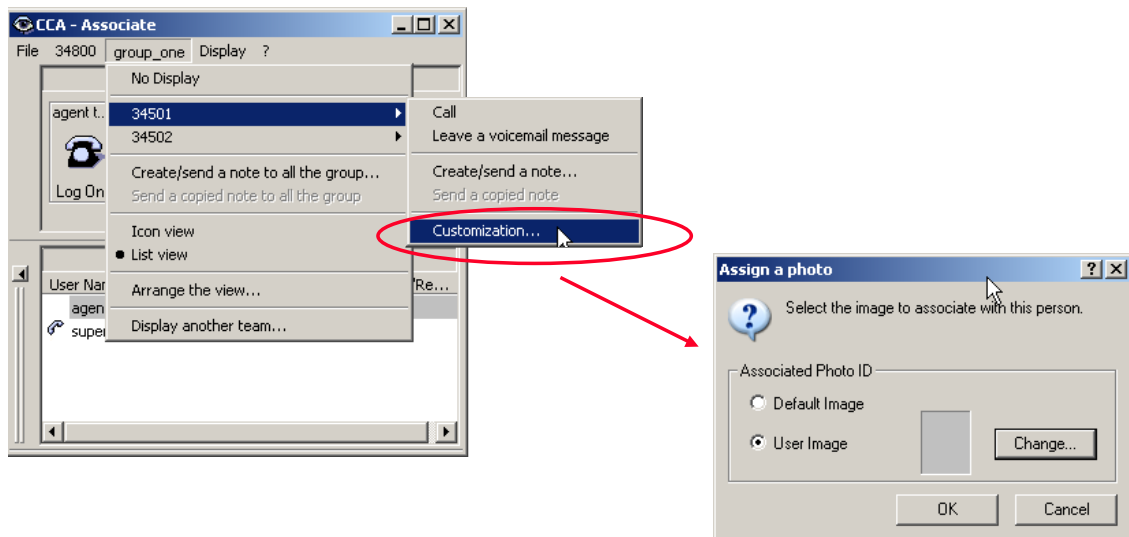 CCA - Associate
File 34800 group_one Display ?
No Display
agent t..
34501
Call
34502
Leave a voicemail message
Create/send a note to all the group...
Create/send a note...
Log On
Send a copied note to all the group
Send a copied note
Icon view
Customization...
List view
User Nar
Arrange the view...
'Re...
agen
super
Display another team...
Assign a photo
Select the image to associate with this person.
Associated Photo ID
Default Image
User Image
Change...
OK
Cancel